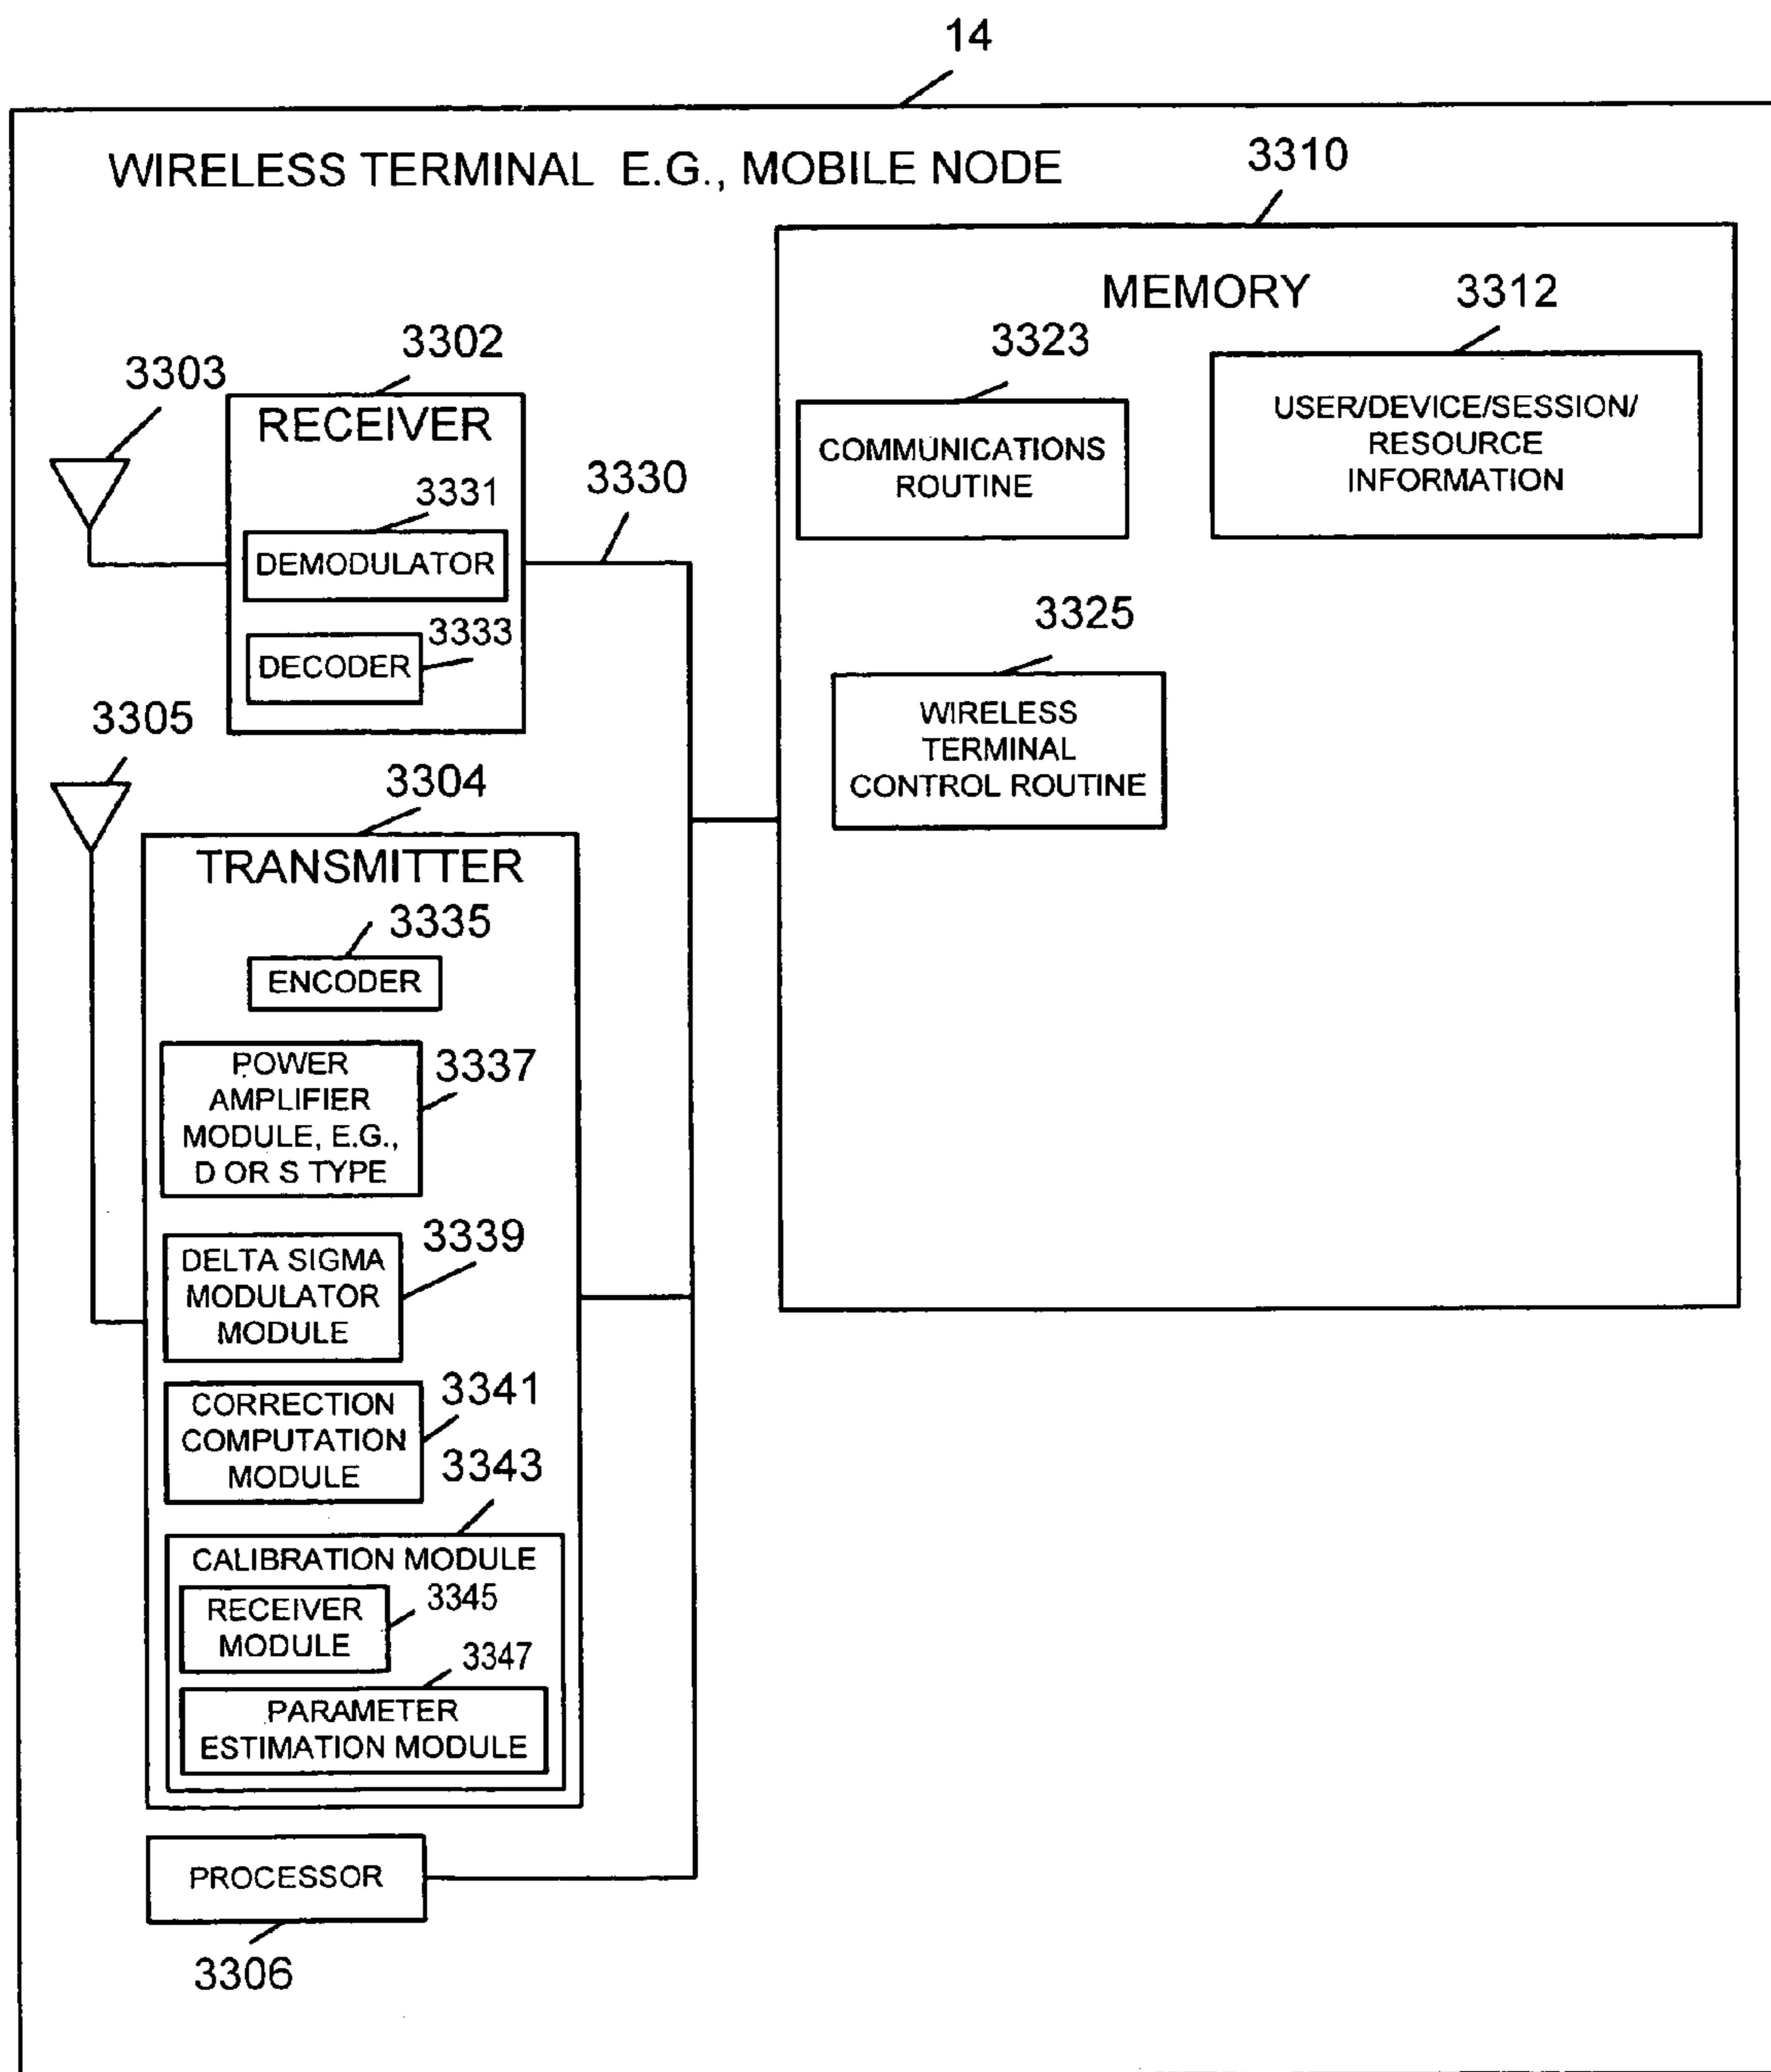 14
WIRELESS TERMINAL E.G., MOBILE NODE
3310
MEMORY
3312
3323
USER/DEVICE/SESSION/
RESOURCE
INFORMATION
COMMUNICATIONS
ROUTINE
3325
WIRELESS
TERMINAL
CONTROL ROUTINE
3303
3302
RECEIVER
3331
DEMODULATOR
3333
DECODER
3330
3305
3304
TRANSMITTER
3335
ENCODER
POWER
AMPLIFIER
MODULE, E.G.,
D OR S TYPE
3337
DELTA SIGMA
MODULATOR
MODULE
3339
CORRECTION
COMPUTATION
MODULE
3341
3343
CALIBRATION MODULE
RECEIVER
MODULE
3345
3347
PARAMETER
ESTIMATION MODULE
PROCESSOR
3306